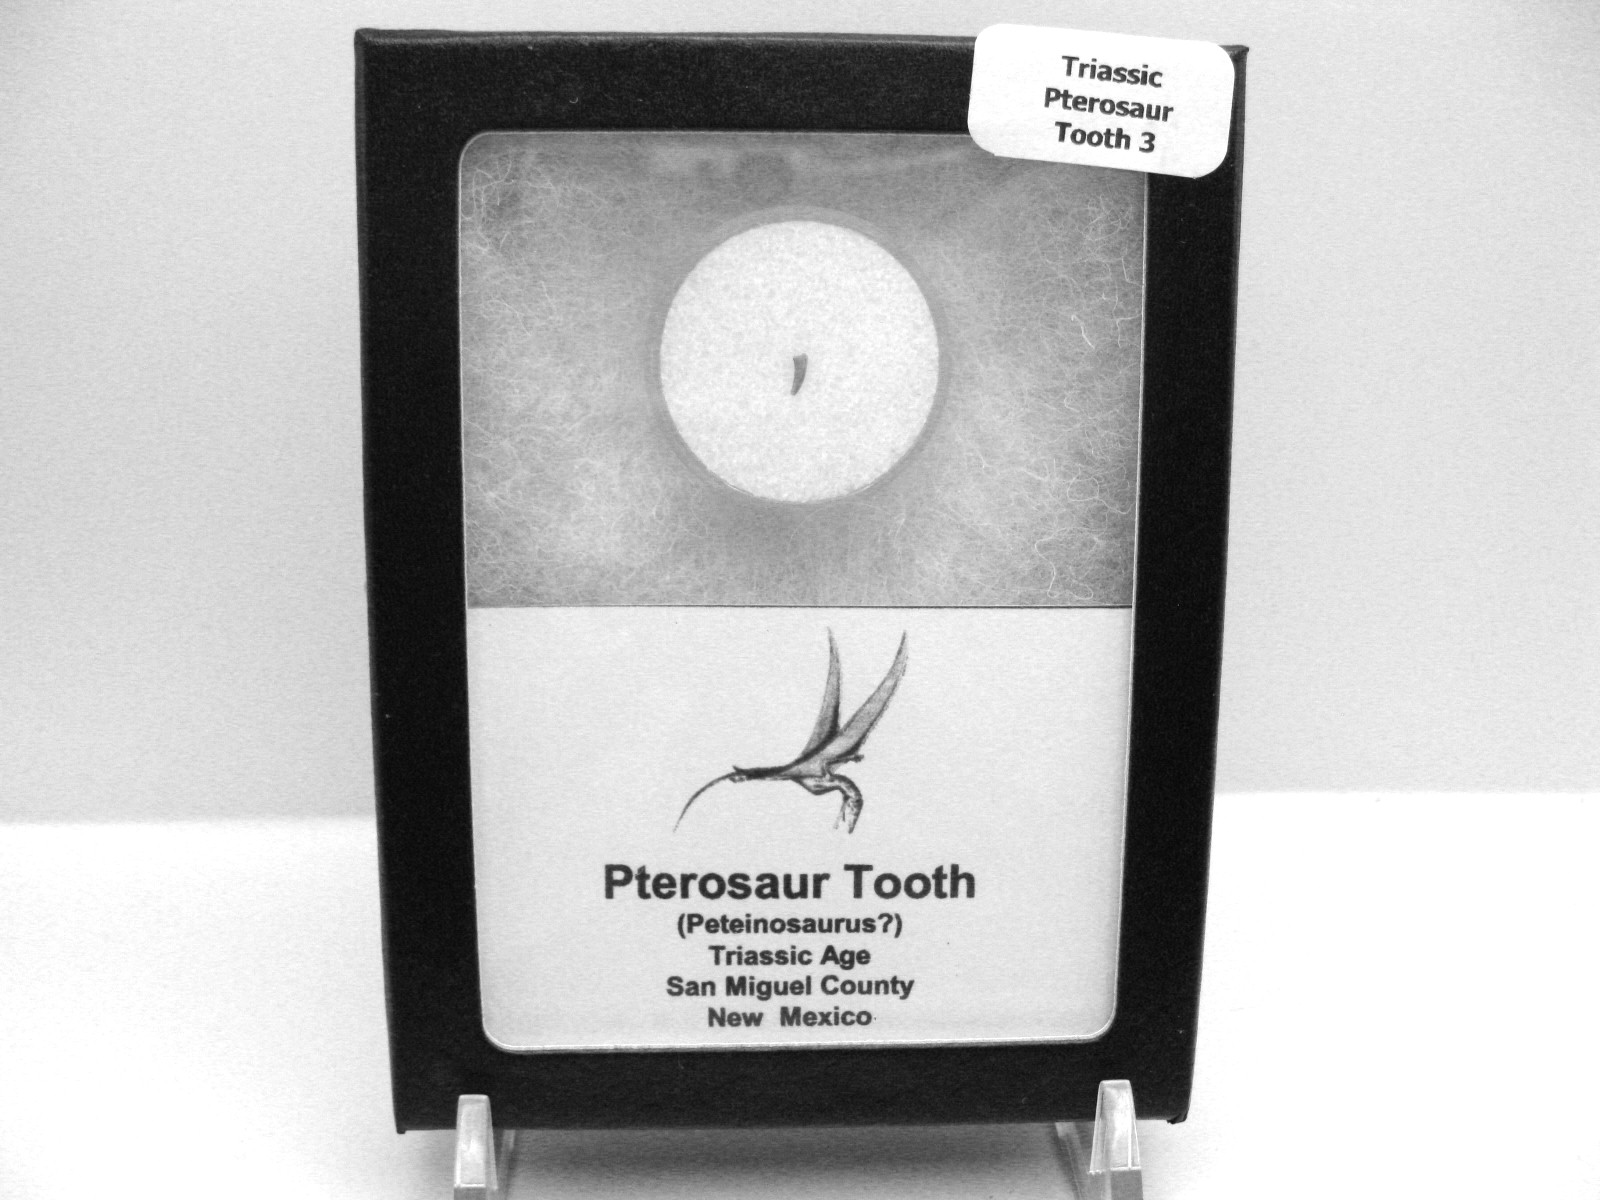 Triassic
Pterosaur
Tooth 3
Pterosaur Tooth
(Peteinosaurus?)
Triassic Age
San Miguel County
New Mexico